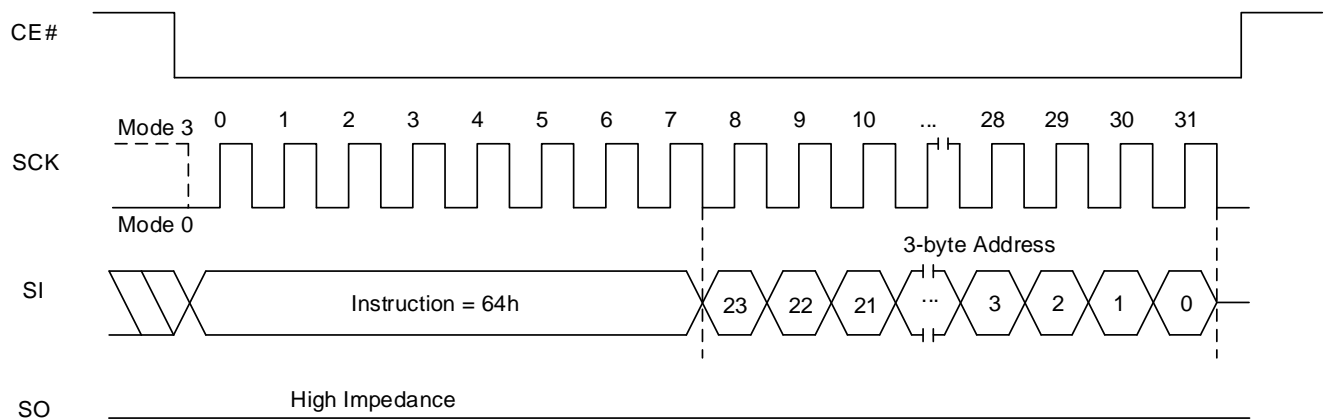 CE#
0 1 2 3 4 5 6 7 8 9 10 ... 28 29 30 31
Mode 3
SCK
Mode 0
3-byte Address
SI
Instruction = 64h 23 22 21 ... 3 2 1 0
High Impedance
SO